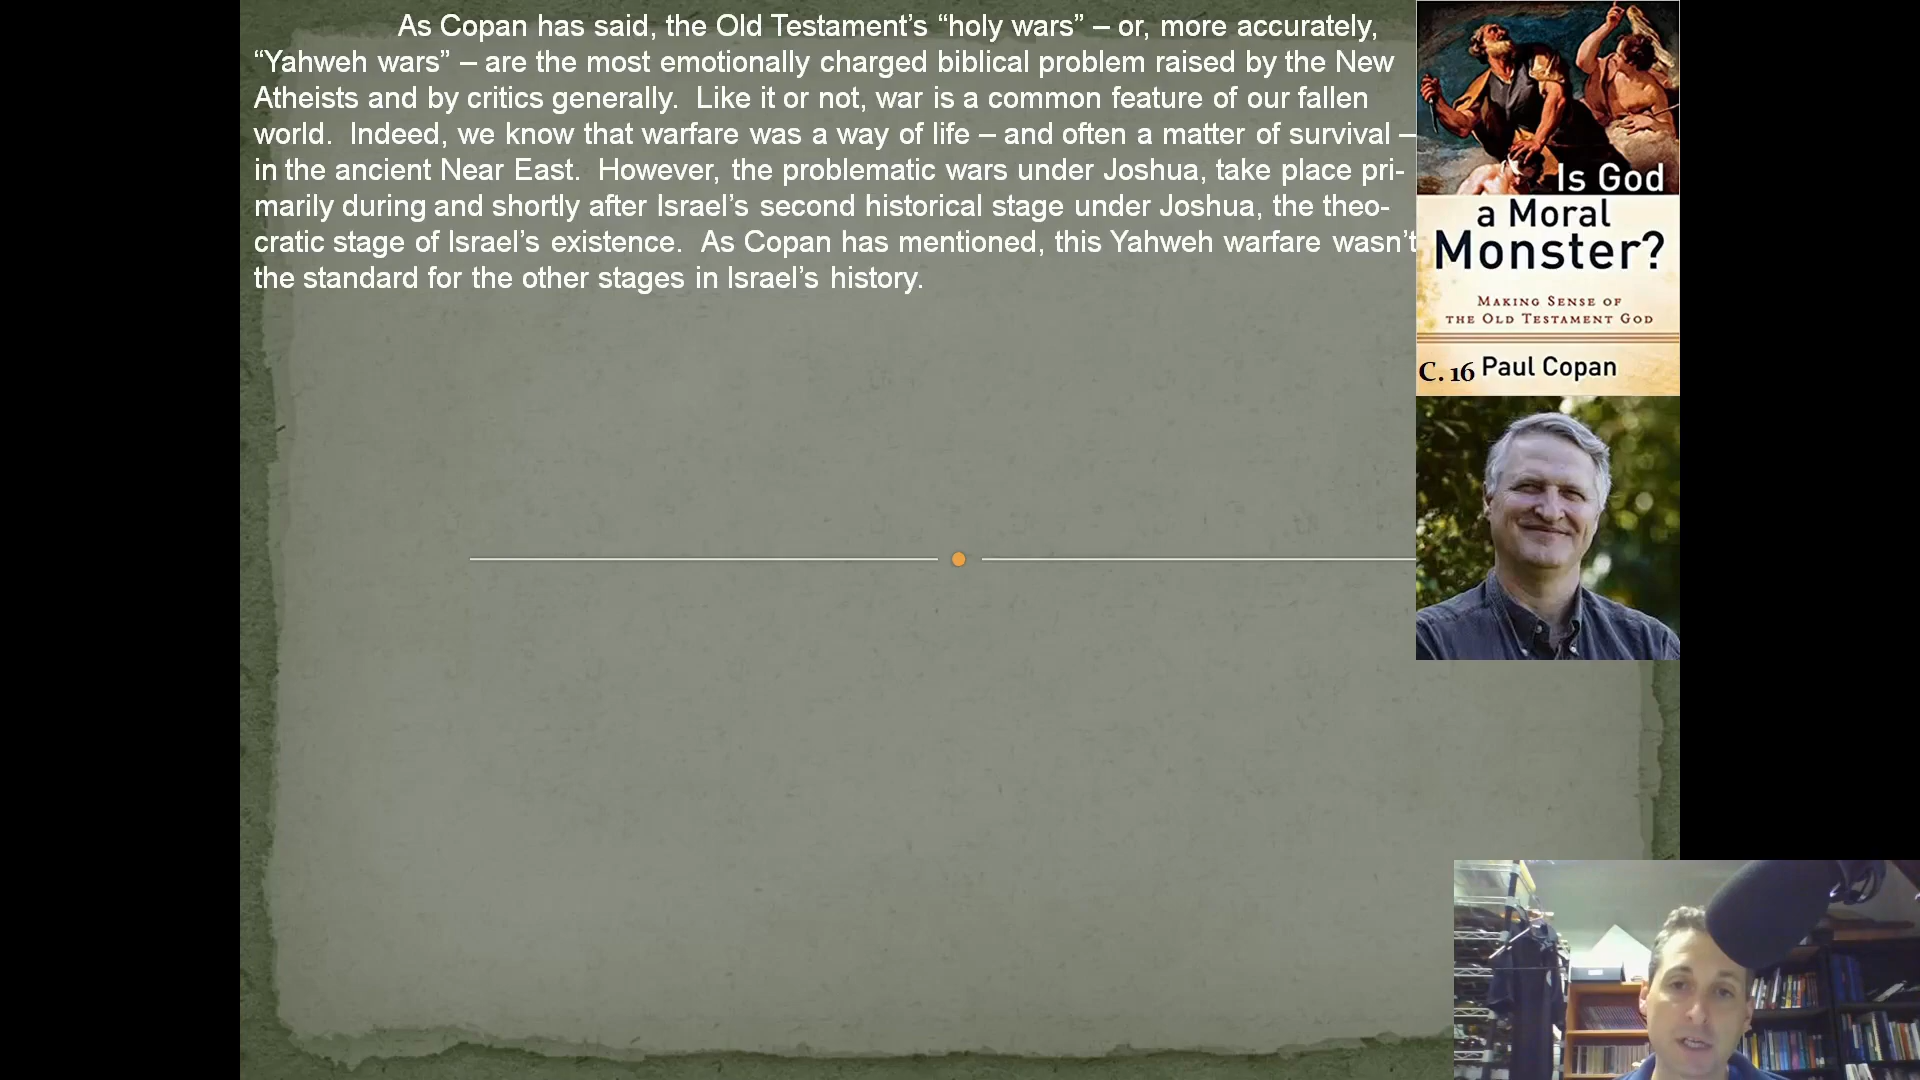 As Copan has said, the Old Testament’s “holy wars” – or, more accurately,
“Yahweh wars” – are the most emotionally charged biblical problem raised by the New
Atheists and by critics generally.  Like it or not, war is a common feature of our fallen
world.  Indeed, we know that warfare was a way of life – and often a matter of survival –
in the ancient Near East.  However, the problematic wars under Joshua, take place pri-
marily during and shortly after Israel’s second historical stage under Joshua, the theo-
cratic stage of Israel’s existence.  As Copan has mentioned, this Yahweh warfare wasn’t
the standard for the other stages in Israel’s history.
Is God
a Moral
Monster?
Making Sense of
the Old Testament God
C. 16 Paul Copan